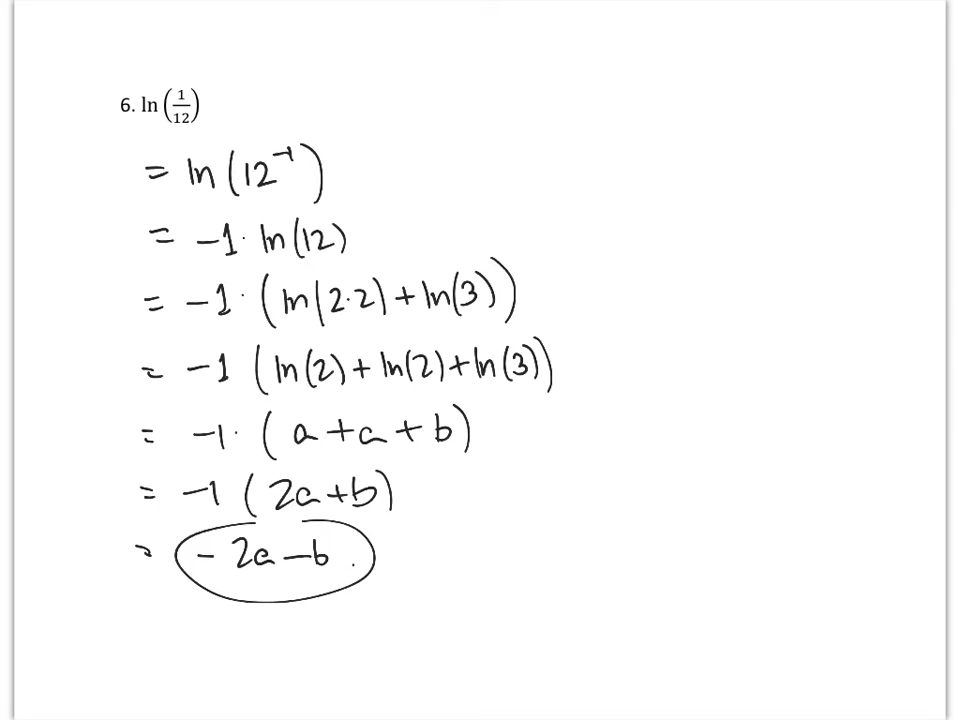 6. ln (1/12)
= ln (12⁻¹)
= -1 · ln (12)
= -1 · (ln(2·2) + ln(3))
= -1 (ln(2) + ln(2) + ln(3))
= -1 · (a + a + b)
= -1 (2a + b)
= - 2a - b .